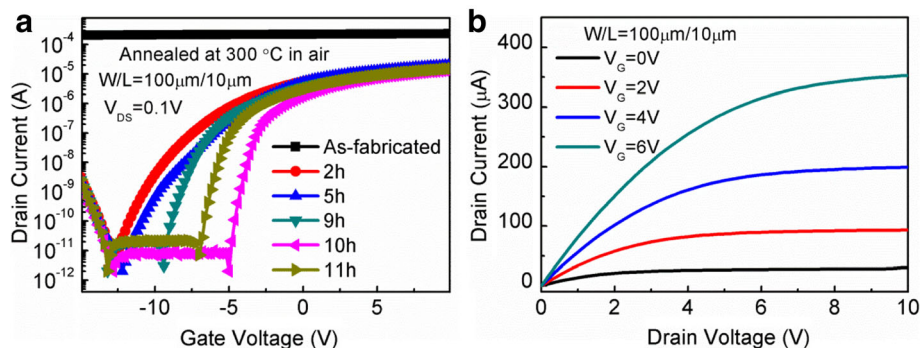 a
Drain Current (A)
10⁻³
10⁻⁴
10⁻⁵
10⁻⁶
10⁻⁷
10⁻⁸
10⁻⁹
10⁻¹⁰
10⁻¹¹
10⁻¹²
Annealed at 300 °C in air
W/L=100μm/10μm
V_DS=0.1V
As-fabricated
2h
5h
9h
10h
11h
-10
-5
0
5
Gate Voltage (V)
b
Drain Current (μA)
400
300
200
100
0
W/L=100μm/10μm
V_G=0V
V_G=2V
V_G=4V
V_G=6V
0
2
4
6
8
10
Drain Voltage (V)